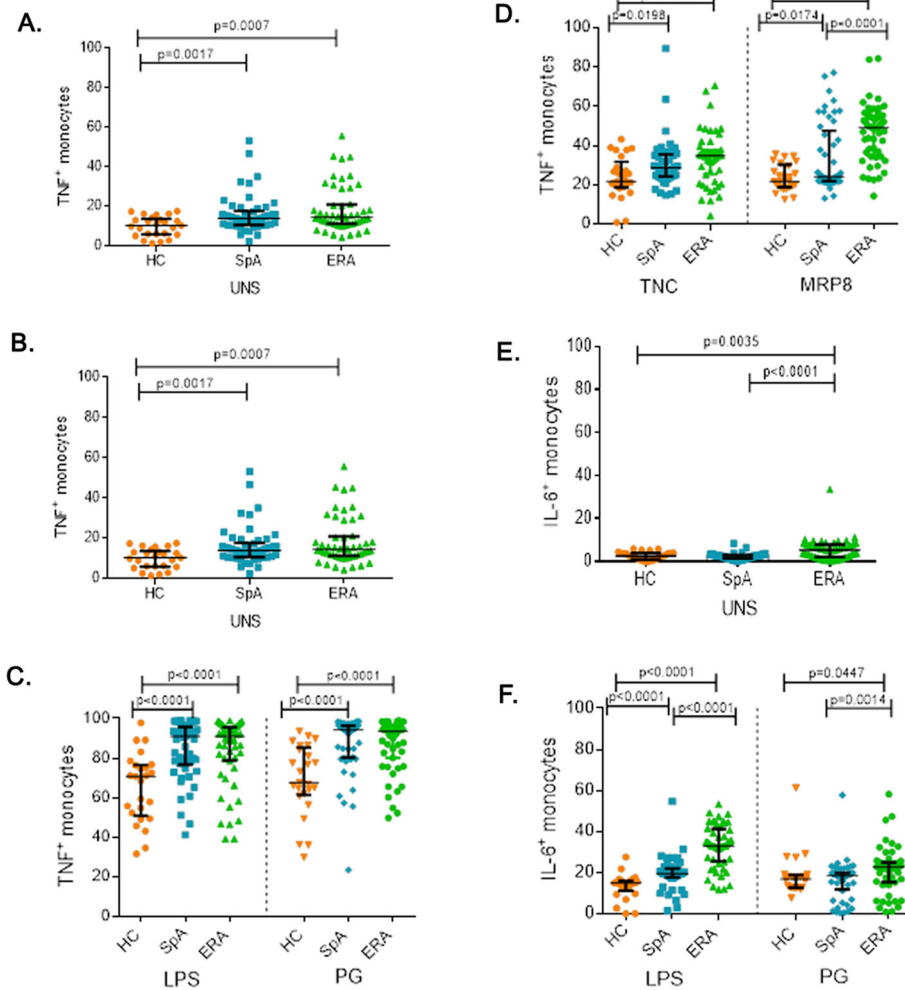 A.
p=0.0007
p=0.0017
TNF+ monocytes
100
80
60
40
20
0
HC SpA ERA
UNS
B.
p=0.0007
p=0.0017
TNF+ monocytes
100
80
60
40
20
0
HC SpA ERA
UNS
C.
p<0.0001 p<0.0001
p<0.0001 p<0.0001
TNF+ monocytes
100
80
60
40
20
0
HC SpA ERA HC SpA ERA
LPS PG
D.
p=0.0198 p=0.0174 p<0.0001
TNF+ monocytes
100
80
60
40
20
0
HC SpA ERA HC SpA ERA
TNC MRP8
E.
p=0.0035
p<0.0001
IL-6+ monocytes
100
80
60
40
20
0
HC SpA ERA
UNS
F.
p<0.0001 p=0.0447
p<0.0001 p<0.0001 p=0.0014
IL-6+ monocytes
100
80
60
40
20
0
HC SpA ERA HC SpA ERA
LPS PG